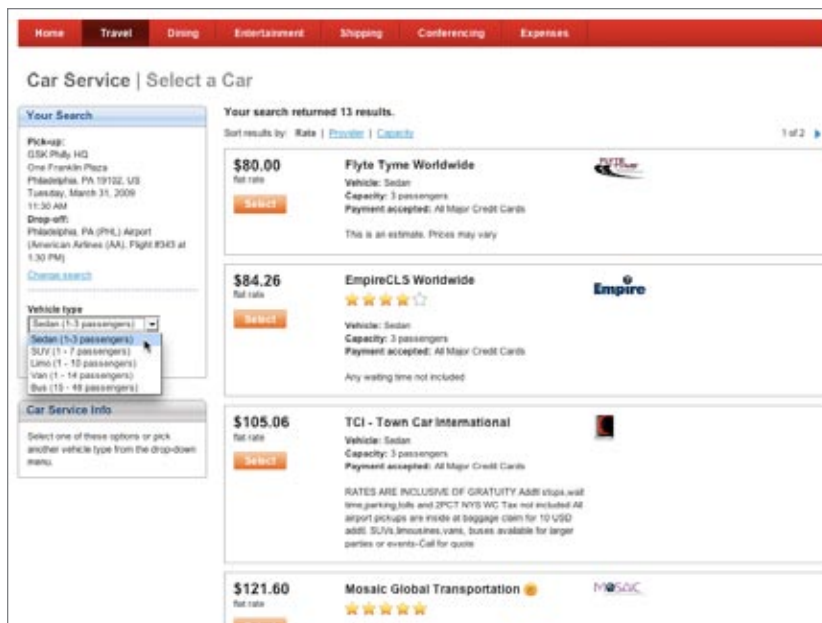 Home Travel Dining Entertainment Shipping Conferencing Expenses
Car Service | Select a Car
Your Search
Pick-up:
GSK Philly HQ
One Franklin Plaza
Philadelphia, PA 19102, US
Tuesday, March 31, 2009
11:30 AM
Drop-off:
Philadelphia, PA (PHL) Airport
(American Airlines (AA), Flight #343 at
1:30 PM)
Change search
Vehicle type
Sedan (1-3 passengers)
Sedan (1-3 passengers)
SUV (1 - 7 passengers)
Limo (1 - 10 passengers)
Van (1 - 14 passengers)
Bus (15 - 48 passengers)
Car Service Info
Select one of these options or pick
another vehicle type from the drop-down
menu.
Your search returned 13 results.
Sort results by: Rate | Provider | Capacity
1 of 2
$80.00
flat rate
Select
Flyte Tyme Worldwide
Vehicle: Sedan
Capacity: 3 passengers
Payment accepted: All Major Credit Cards
This is an estimate. Prices may vary
$84.26
flat rate
Select
EmpireCLS Worldwide
Vehicle: Sedan
Capacity: 3 passengers
Payment accepted: All Major Credit Cards
Any waiting time not included
Empire
$105.06
flat rate
Select
TCI - Town Car International
Vehicle: Sedan
Capacity: 3 passengers
Payment accepted: All Major Credit Cards
RATES ARE INCLUSIVE OF GRATUITY Addtl stops,wait
time,parking,tolls and 2PCT NYS WC Tax not included All
airport pickups are inside at baggage claim for 10 USD
addtl. SUVs,limousines,vans, buses available for larger
parties or events-Call for quote
$121.60
flat rate
Mosaic Global Transportation
MOSAIC